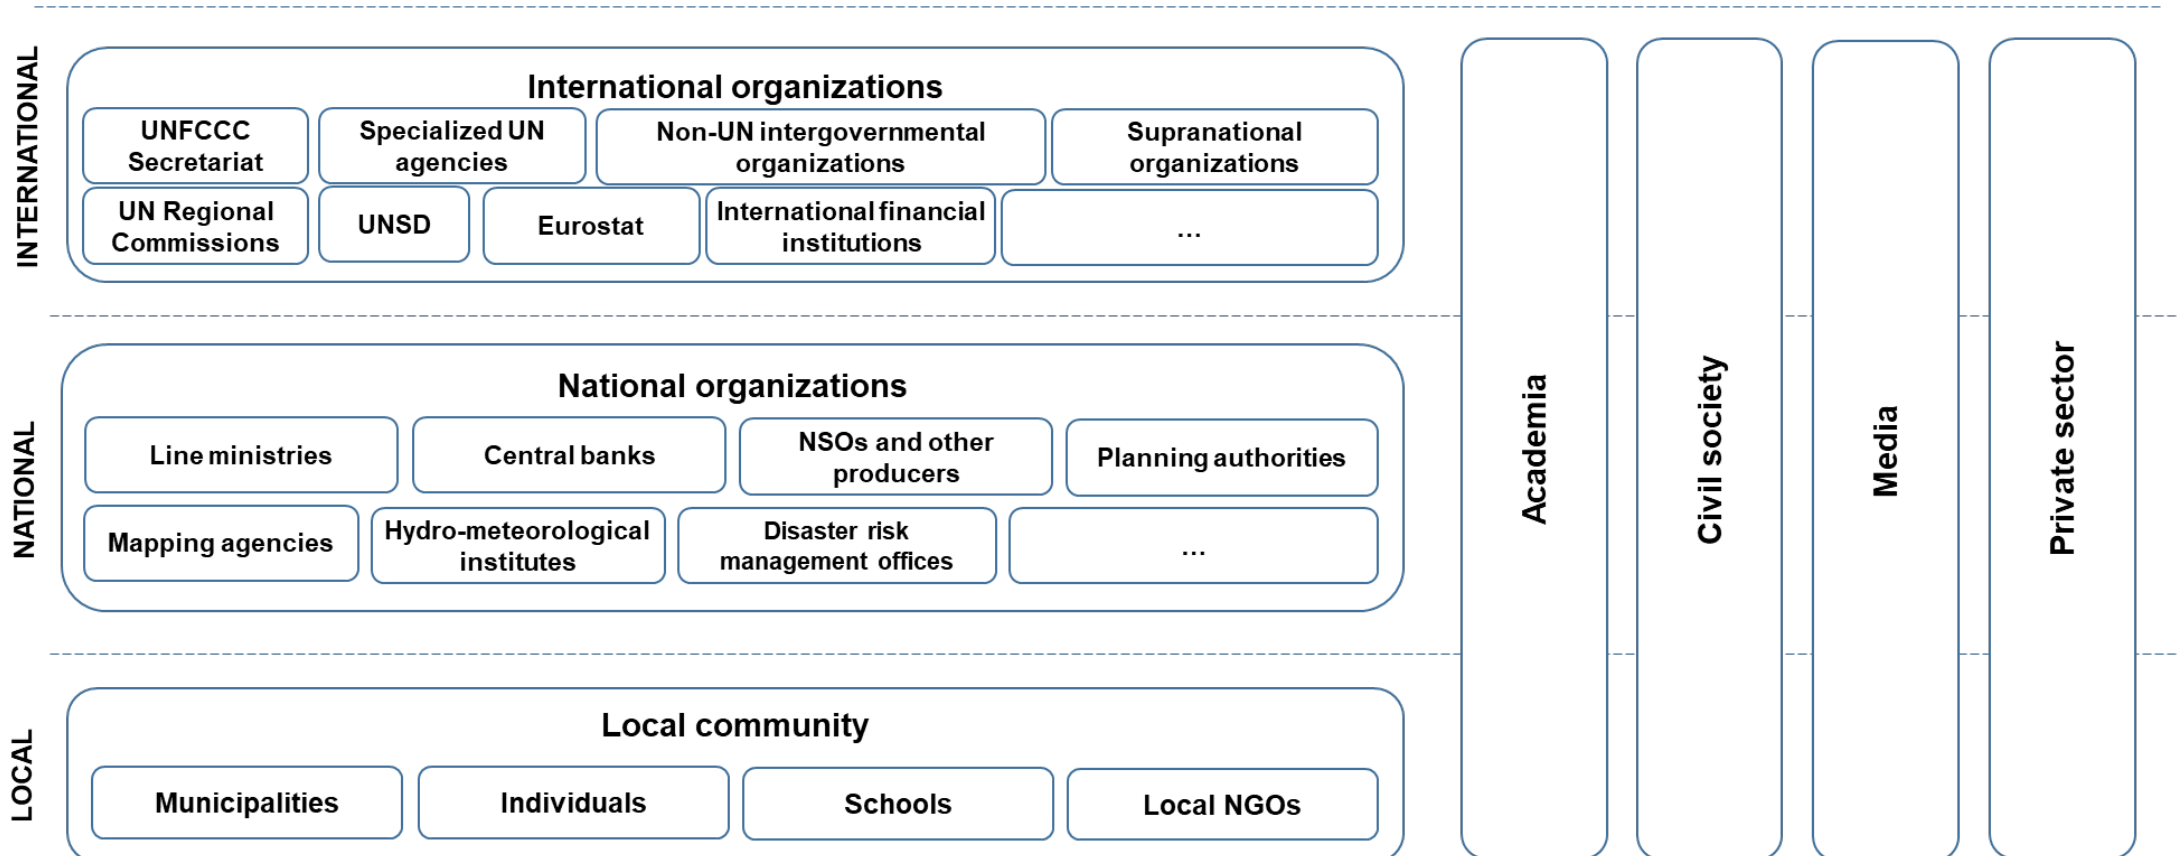 INTERNATIONAL
International organizations
UNFCCC
Secretariat
Specialized UN
agencies
Non-UN intergovernmental
organizations
Supranational
organizations
UN Regional
Commissions
UNSD
Eurostat
International financial
institutions
...
NATIONAL
National organizations
Line ministries
Central banks
NSOs and other
producers
Planning authorities
Mapping agencies
Hydro-meteorological
institutes
Disaster risk
management offices
...
LOCAL
Local community
Municipalities
Individuals
Schools
Local NGOs
Academia
Civil society
Media
Private sector